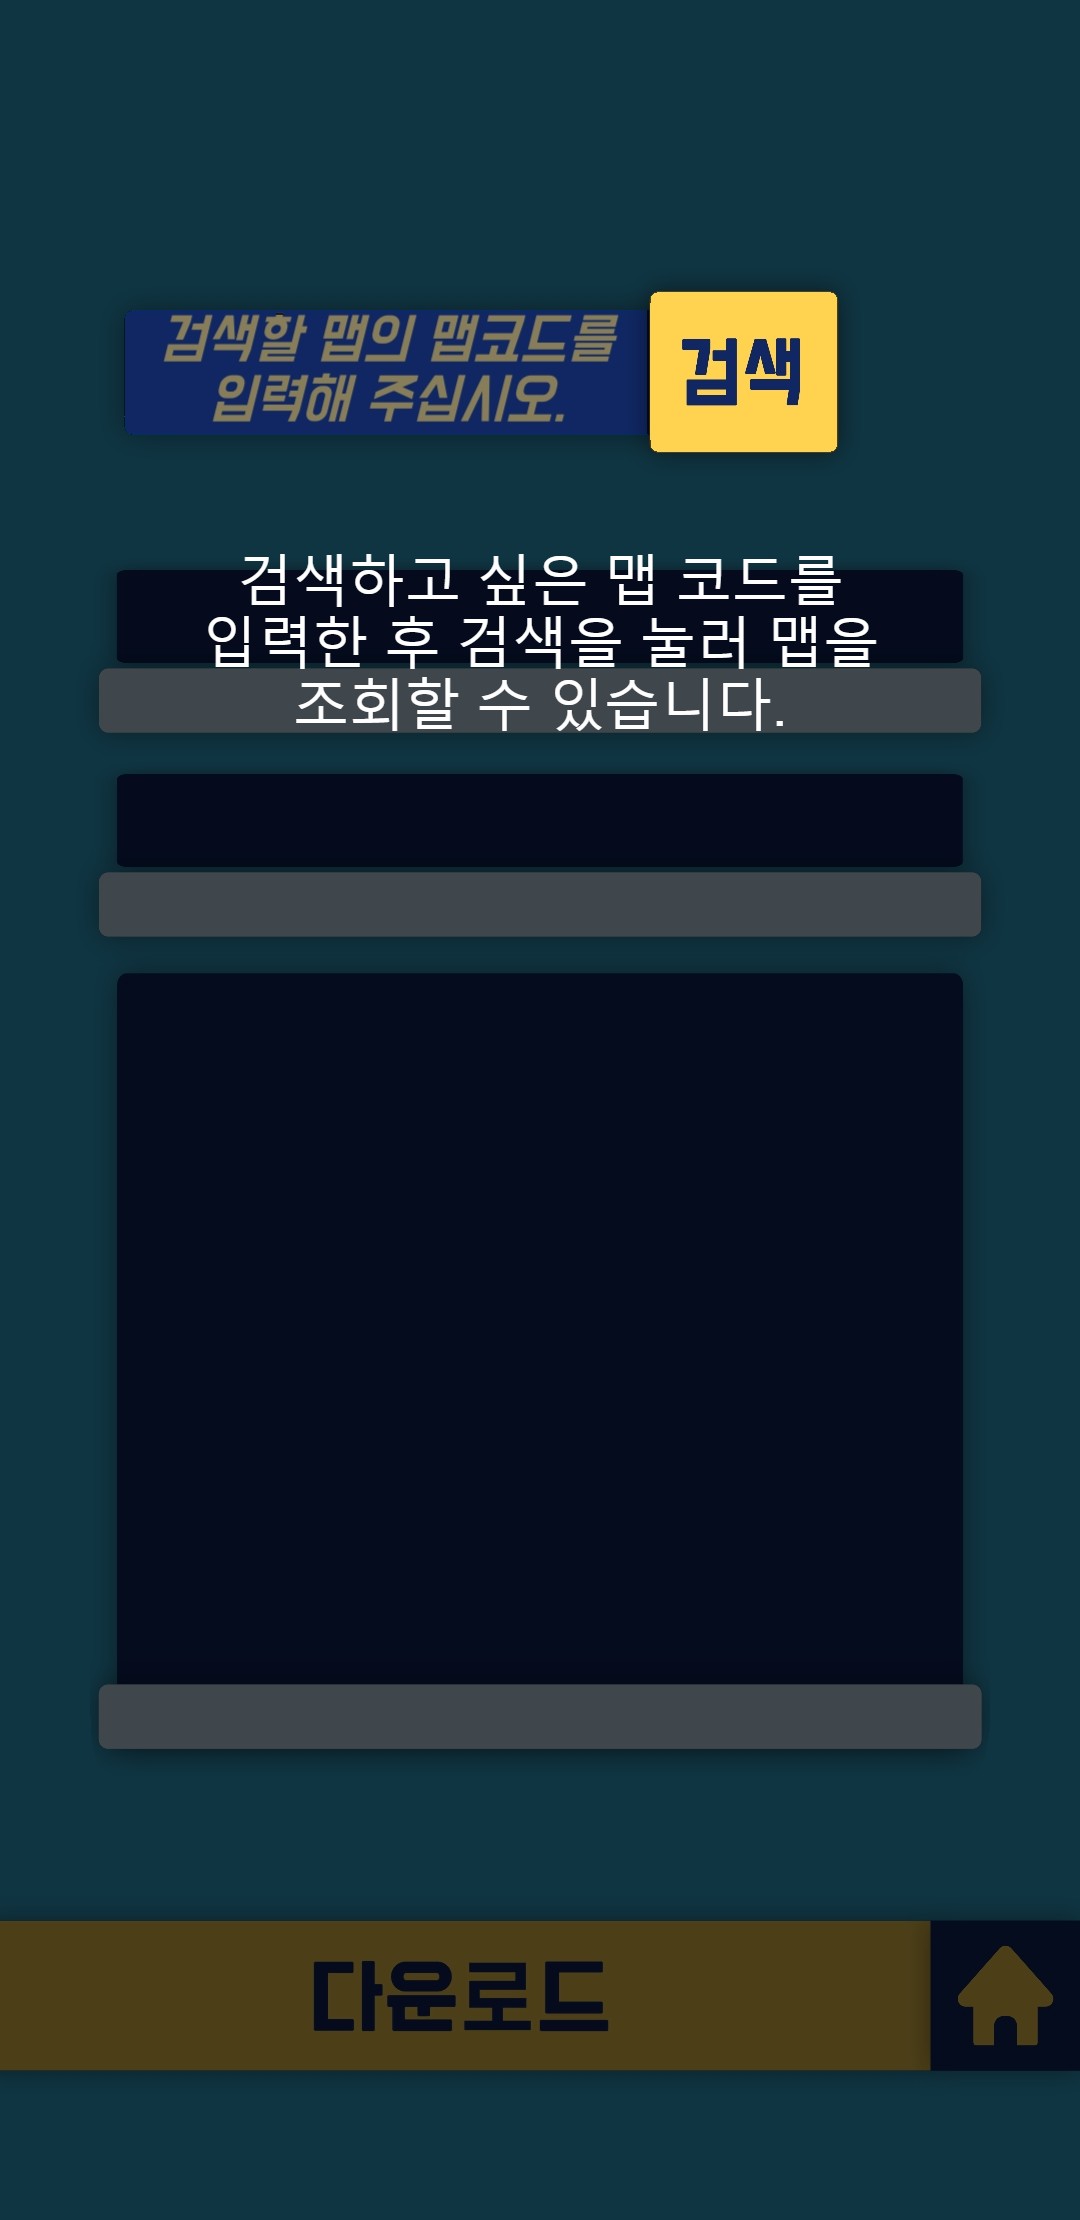 검색할 맵의 맵코드를
입력해 주십시오.
검색
검색하고 싶은 맵 코드를
입력한 후 검색을 눌러 맵을
조회할 수 있습니다.
다운로드